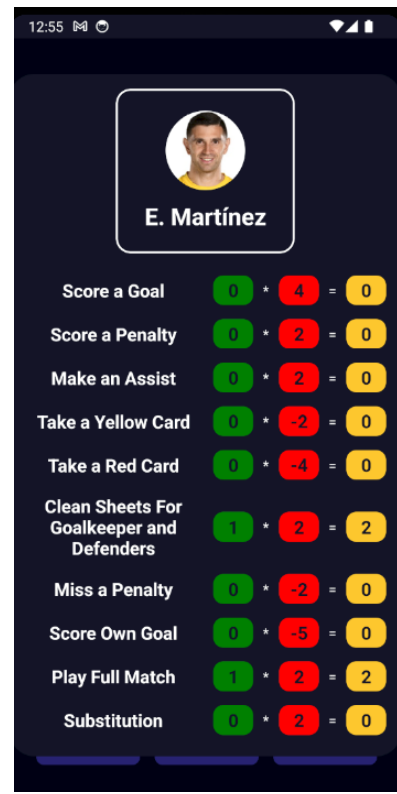 12:55
E. Martínez
Score a Goal 0 * 4 = 0
Score a Penalty 0 * 2 = 0
Make an Assist 0 * 2 = 0
Take a Yellow Card 0 * -2 = 0
Take a Red Card 0 * -4 = 0
Clean Sheets For
Goalkeeper and 1 * 2 = 2
Defenders
Miss a Penalty 0 * -2 = 0
Score Own Goal 0 * -5 = 0
Play Full Match 1 * 2 = 2
Substitution 0 * 2 = 0